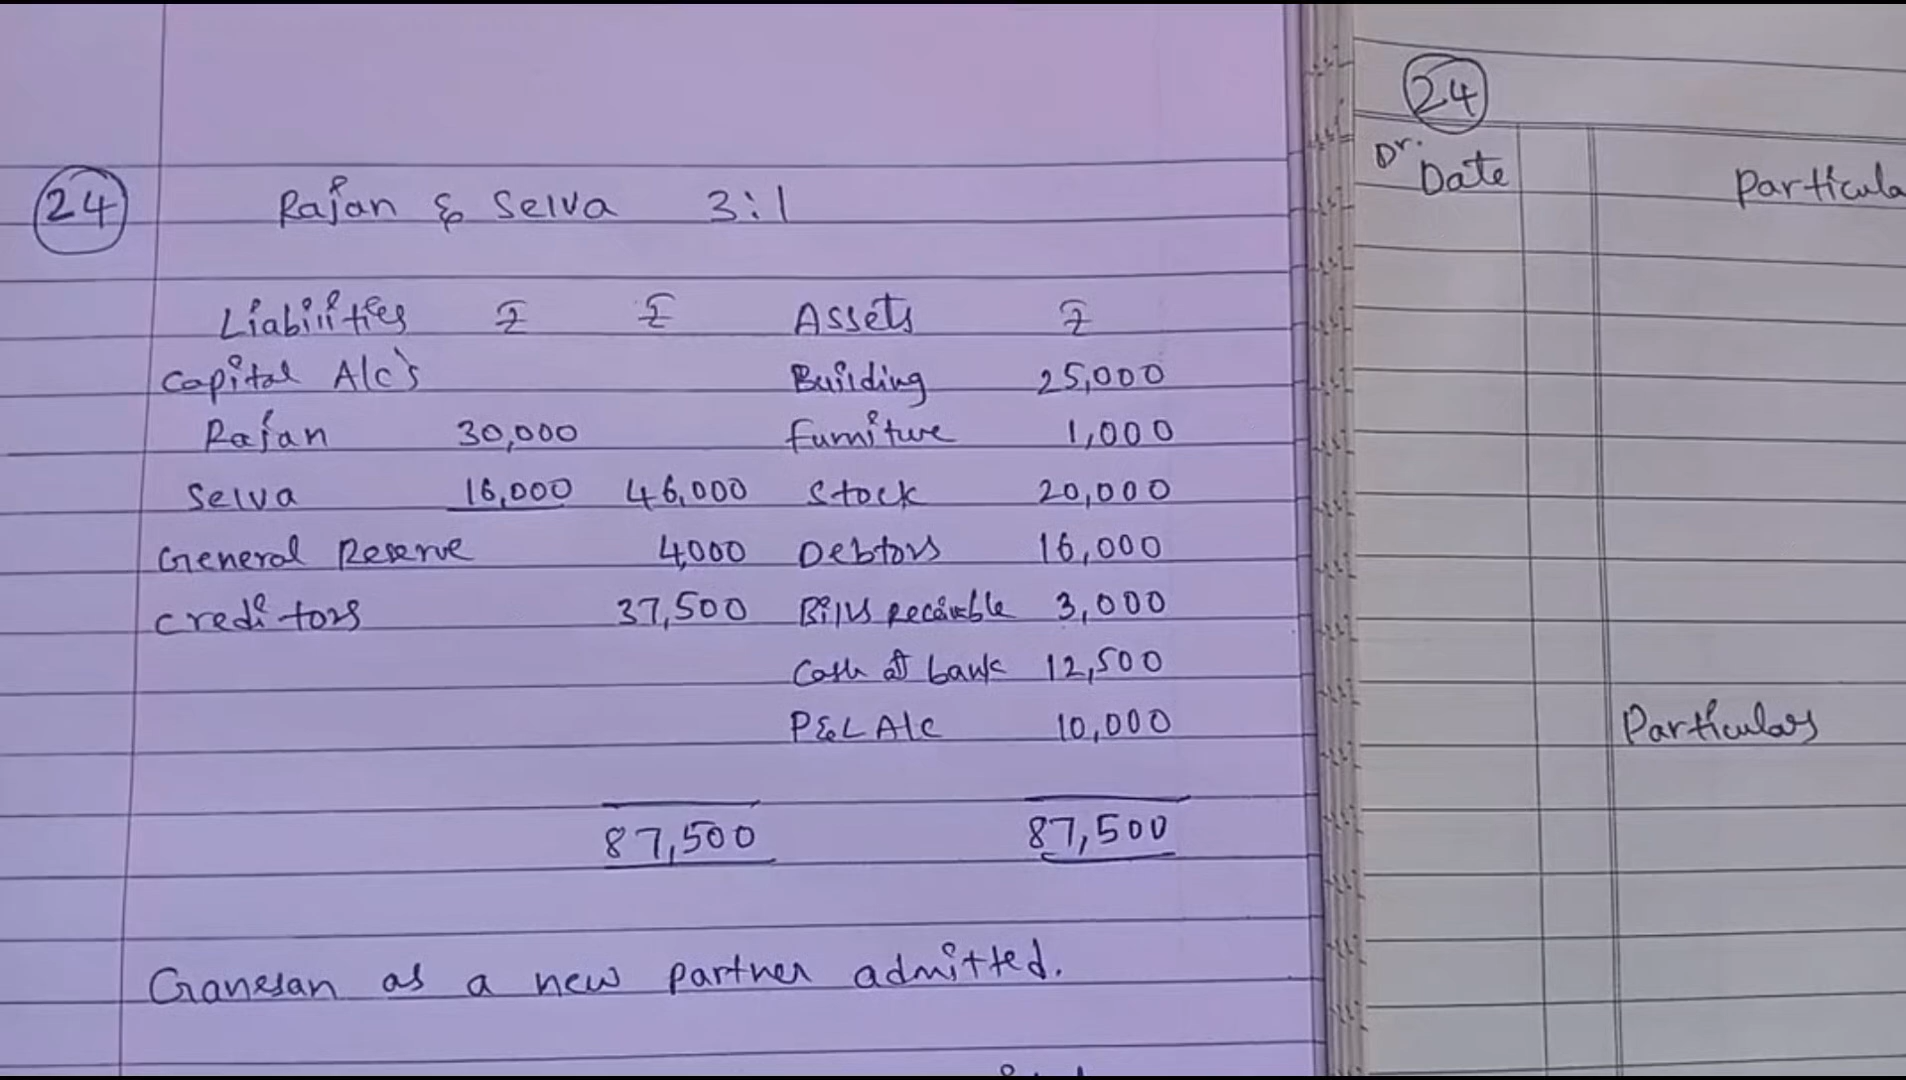 24 Rajan & Selva 3:1
Liabilities ₹ ₹ Assets ₹
Capital A/c's Building 25,000
Rajan 30,000 Furniture 1,000
Selva 16,000 46,000 Stock 20,000
General Reserve 4000 Debtors 16,000
Creditors 37,500 Bills receivable 3,000
Cash at bank 12,500
P&L A/c 10,000
87,500 87,500
Ganesan as a new partner admitted.
24
Dr.
Date Particula
Particulars